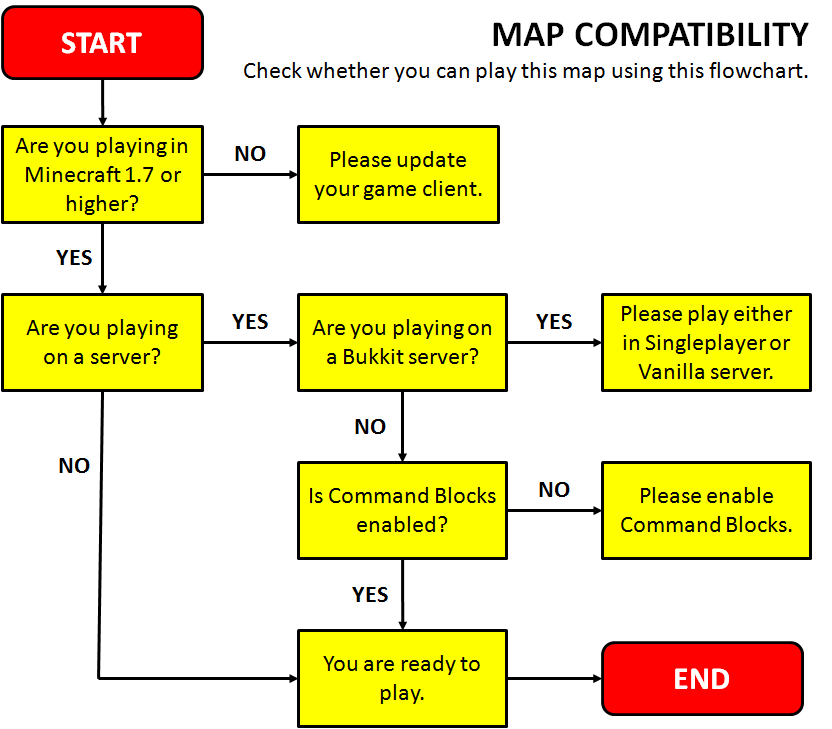 START
MAP COMPATIBILITY
Check whether you can play this map using this flowchart.
Are you playing in
Minecraft 1.7 or
higher?
NO
Please update
your game client.
YES
Are you playing
on a server?
YES
Are you playing on
a Bukkit server?
YES
Please play either
in Singleplayer or
Vanilla server.
NO
NO
Is Command Blocks
enabled?
NO
Please enable
Command Blocks.
YES
You are ready to
play.
END